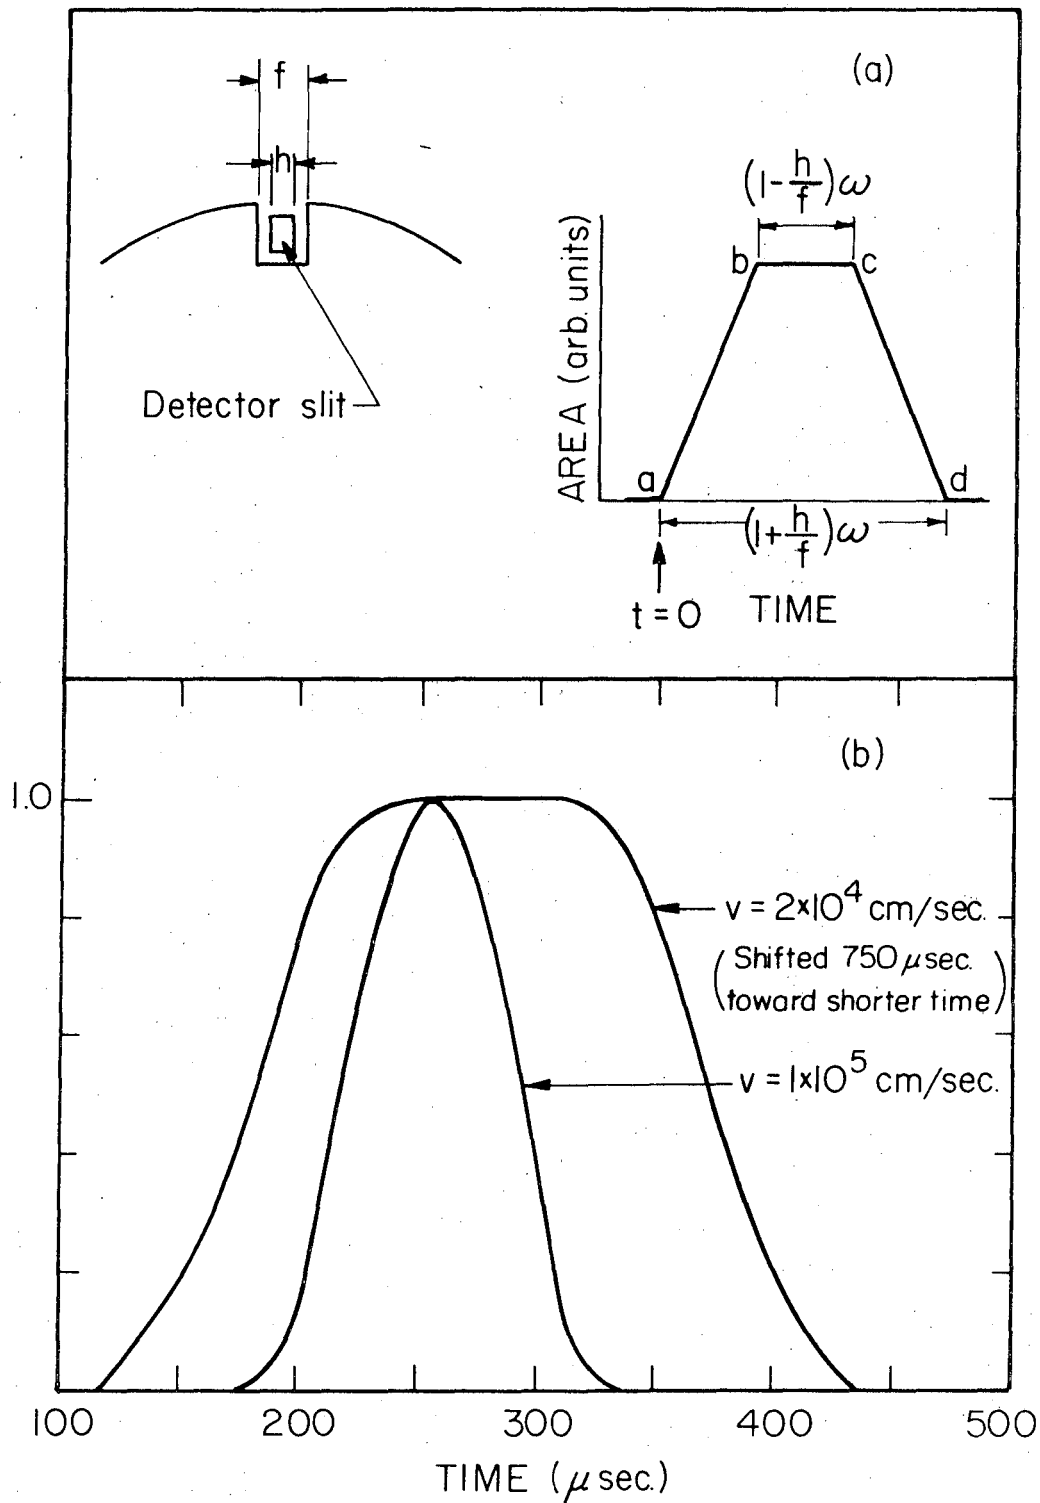 (a)
f
h
Detector slit
AREA (arb. units)
(1-h/f)ω
b
c
a
d
(1+h/f)ω
t = 0
TIME
(b)
1.0
v = 2×10⁴ cm/sec.
(Shifted 750 μsec.
toward shorter time)
v = 1×10⁵ cm/sec.
100
200
300
400
500
TIME (μsec.)